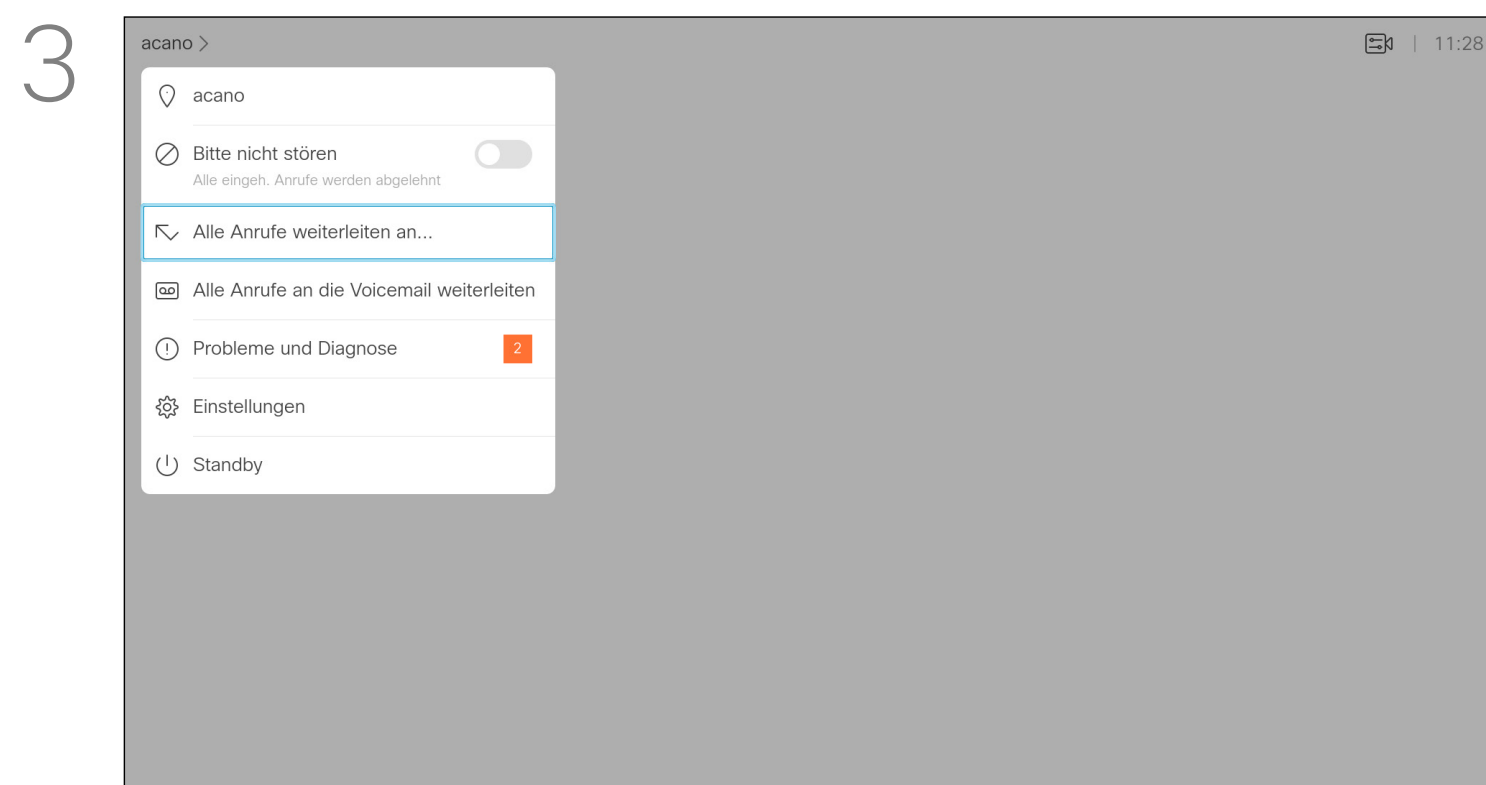 3
acano >
11:28
acano
Bitte nicht stören
Alle eingeh. Anrufe werden abgelehnt
Alle Anrufe weiterleiten an...
Alle Anrufe an die Voicemail weiterleiten
Probleme und Diagnose 2
Einstellungen
Standby